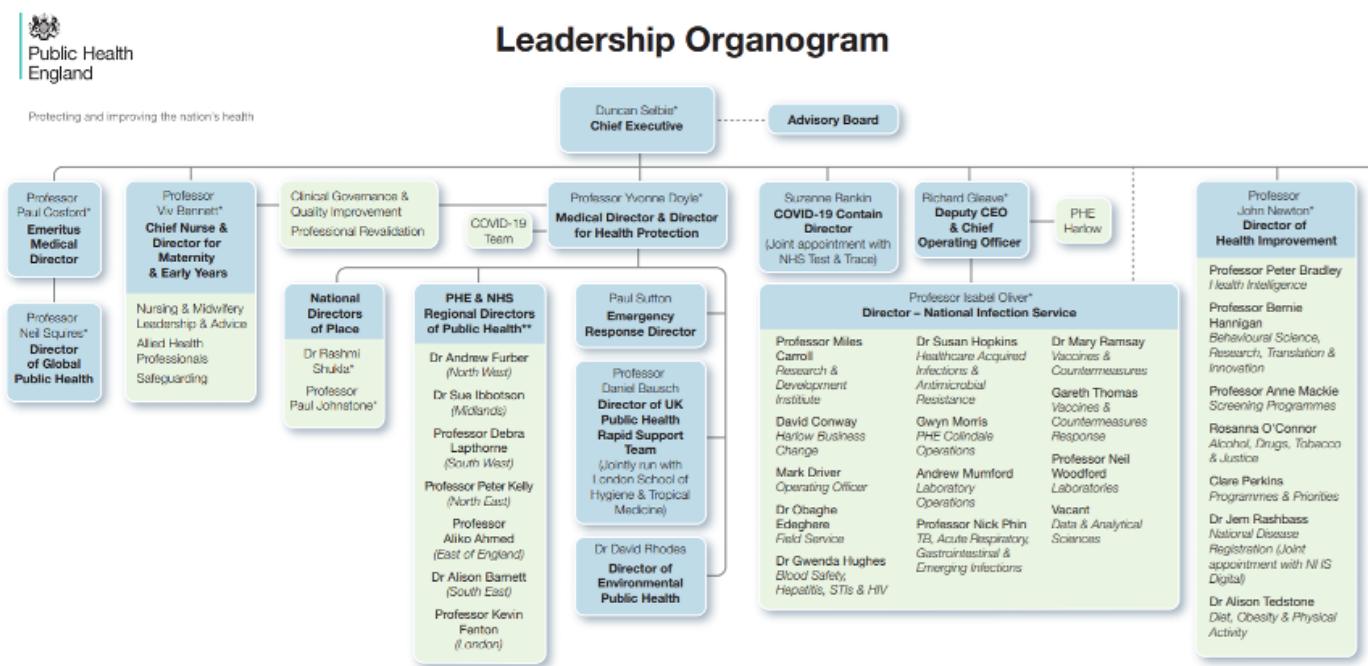 Public Health
England
Protecting and improving the nation's health
Leadership Organogram
Duncan Selbie*
Chief Executive
Advisory Board
Professor
Paul Cosford*
Emeritus
Medical
Director
Professor
Neil Squires*
Director
of Global
Public Health
Professor
Viv Bennett*
Chief Nurse &
Director for
Maternity
& Early Years
Nursing & Midwifery
Leadership & Advice
Allied Health
Professionals
Safeguarding
Clinical Governance &
Quality Improvement
Professional Revalidation
COVID-19
Team
Professor Yvonne Doyle*
Medical Director & Director
for Health Protection
National
Directors
of Place
Dr Rashmi
Shukla*
Professor
Paul Johnstone*
PHE & NHS
Regional Directors
of Public Health**
Dr Andrew Furber
(North West)
Dr Sue Ibbotson
(Midlands)
Professor Debra
Lapthorne
(South West)
Professor Peter Kelly
(North East)
Professor
Aliko Ahmed
(East of England)
Dr Alison Barnett
(South East)
Professor Kevin
Fenton
(London)
Paul Sutton
Emergency
Response Director
Professor
Daniel Bausch
Director of UK
Public Health
Rapid Support
Team
(Jointly run with
London School of
Hygiene & Tropical
Medicine)
Dr David Rhodes
Director of
Environmental
Public Health
Suzanne Rankin
COVID-19 Contain
Director
(Joint appointment with
NHS Test & Trace)
Richard Gleave*
Deputy CEO
& Chief
Operating Officer
PHE
Harlow
Professor Isabel Oliver*
Director – National Infection Service
Professor Miles
Carroll
Research &
Development
Institiute
David Conway
Harlow Business
Change
Mark Driver
Operating Officer
Dr Obaghe
Edeghere
Field Service
Dr Gwenda Hughes
Blood Safety,
Hepatitis, STIs & HIV
Dr Susan Hopkins
Healthcare Acquired
Infections &
Antimicrobial
Resistance
Gwyn Morris
PHE Colindale
Operations
Andrew Mumford
Laboratory
Operations
Professor Nick Phin
TB, Acute Respiratory,
Gastrointestinal &
Emerging Infections
Dr Mary Ramsay
Vaccines &
Countermeasures
Gareth Thomas
Vaccines &
Countermeasures
Response
Professor Neil
Woodford
Laboratories
Vacant
Data & Analytical
Sciences
Professor
John Newton*
Director of
Health Improvement
Professor Peter Bradley
Health Intelligence
Professor Bernie
Hannigan
Behavioural Science,
Research, Translation &
Innovation
Professor Anne Mackie
Screening Programmes
Rosanna O'Connor
Alcohol, Drugs, Tobacco
& Justice
Clare Perkins
Programmes & Priorities
Dr Jem Rashbass
National Disease
Registration (Joint
appointment with NHS
Digital)
Dr Alison Tedstone
Diet, Obesity & Physical
Activity